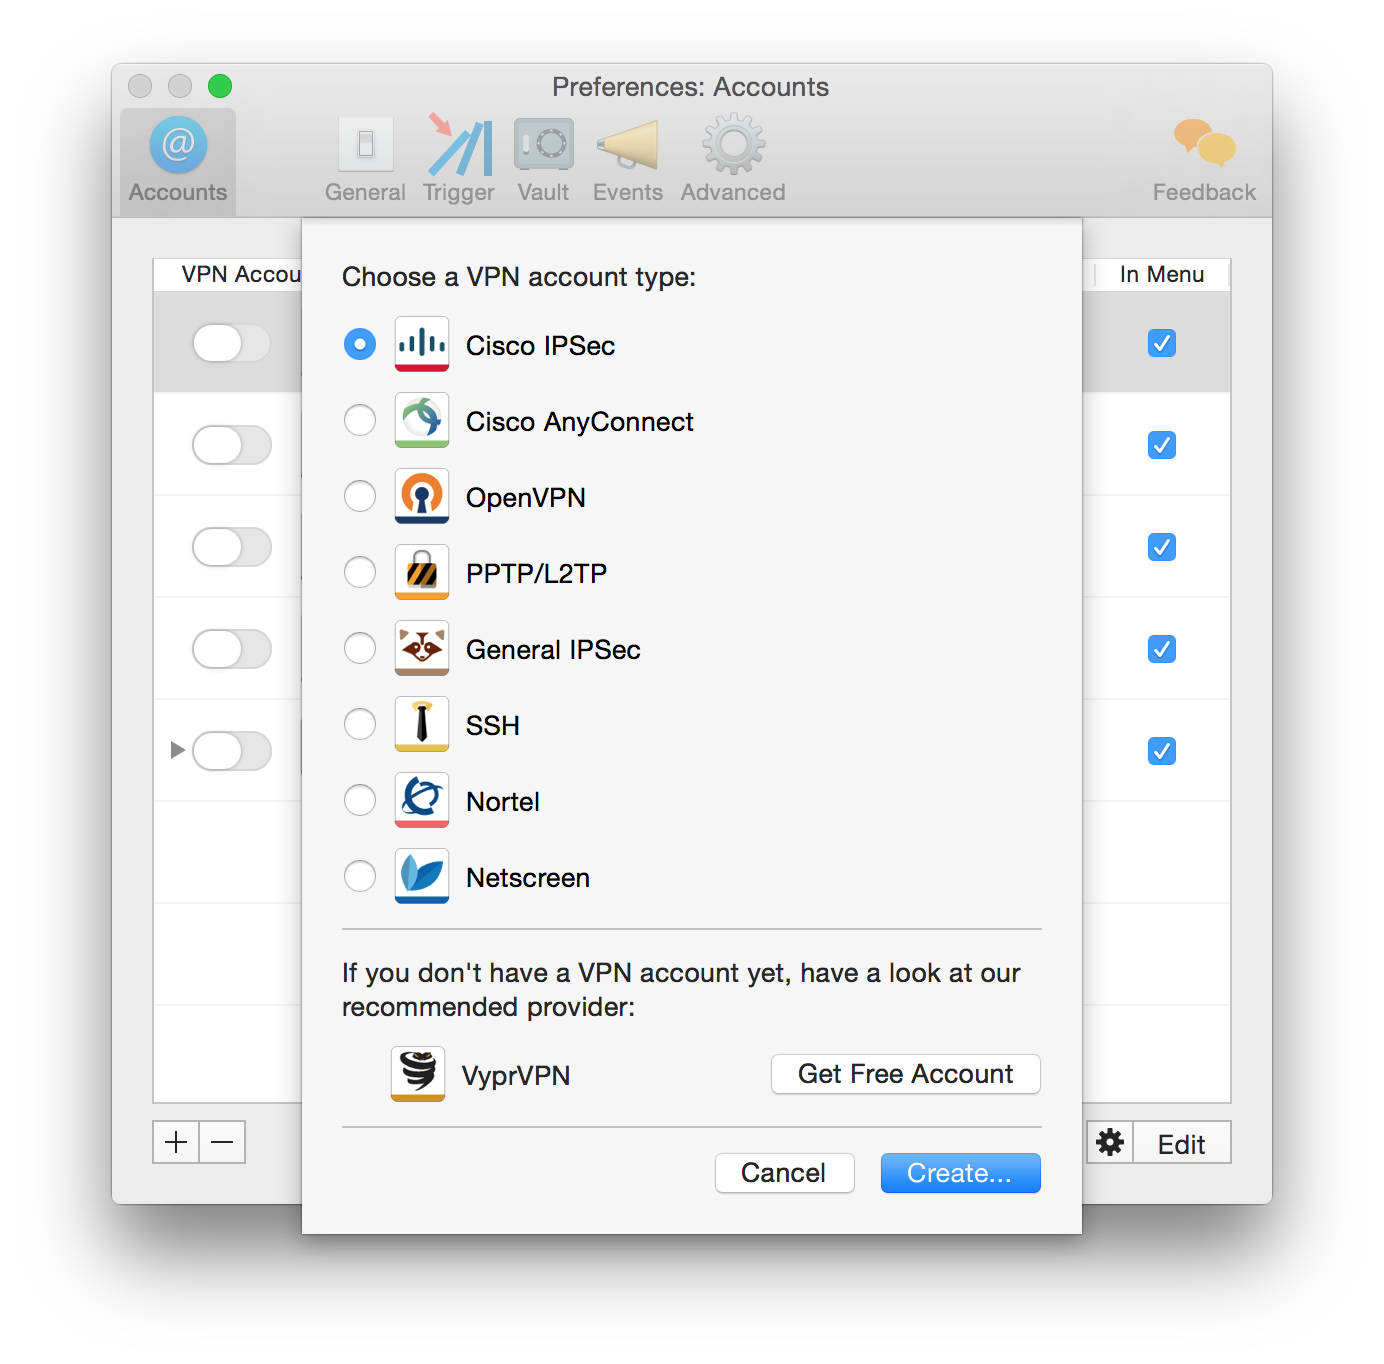 Preferences: Accounts
@
Accounts
General
Trigger
Vault
Events
Advanced
Feedback
VPN Accou
In Menu
Choose a VPN account type:
Cisco IPSec
Cisco AnyConnect
OpenVPN
PPTP/L2TP
General IPSec
SSH
Nortel
Netscreen
If you don't have a VPN account yet, have a look at our
recommended provider:
VyprVPN
Get Free Account
Cancel
Create...
Edit